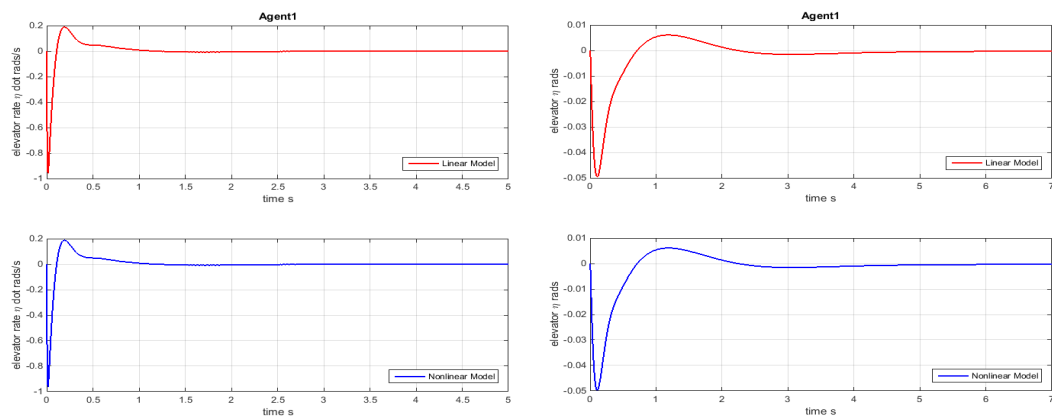 Agent1
elevator rate η dot rads/s
0.2
0
-0.2
-0.4
-0.6
-0.8
-1
Linear Model
0 0.5 1 1.5 2 2.5 3 3.5 4 4.5 5
time s
Agent1
elevator η rads
0.01
0
-0.01
-0.02
-0.03
-0.04
-0.05
Linear Model
0 1 2 3 4 5 6 7
time s
elevator rate η dot rads/s
0.2
0
-0.2
-0.4
-0.6
-0.8
-1
Nonlinear Model
0 0.5 1 1.5 2 2.5 3 3.5 4 4.5 5
time s
elevator η rads
0.01
0
-0.01
-0.02
-0.03
-0.04
-0.05
Nonlinear Model
0 1 2 3 4 5 6 7
time s